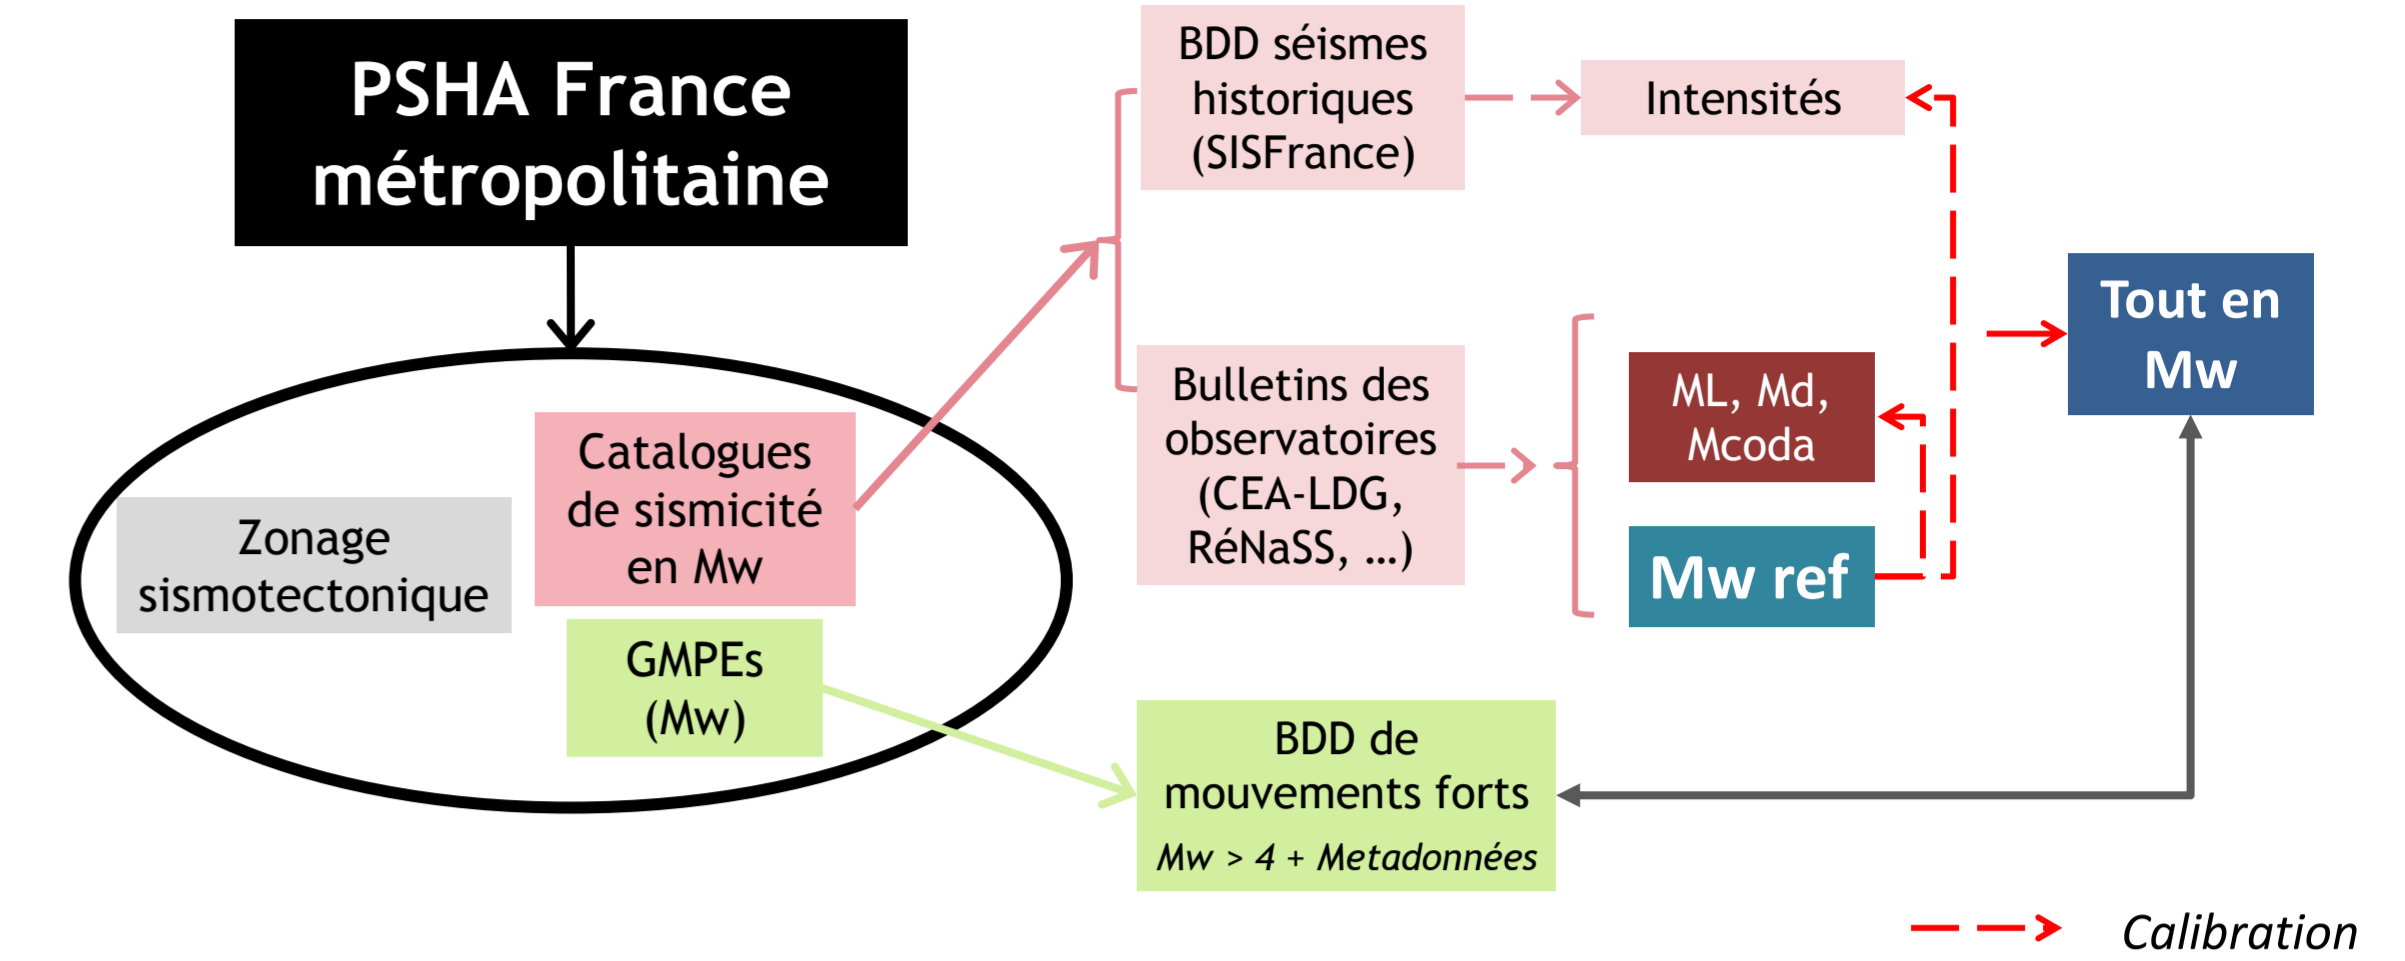 PSHA France
métropolitaine
Zonage
sismotectonique
Catalogues
de sismicité
en Mw
GMPEs
(Mw)
BDD séismes
historiques
(SISFrance)
Intensités
Bulletins des
observatoires
(CEA-LDG,
RéNaSS, …)
ML, Md,
Mcoda
Mw ref
Tout en
Mw
BDD de
mouvements forts
Mw > 4 + Metadonnées
Calibration